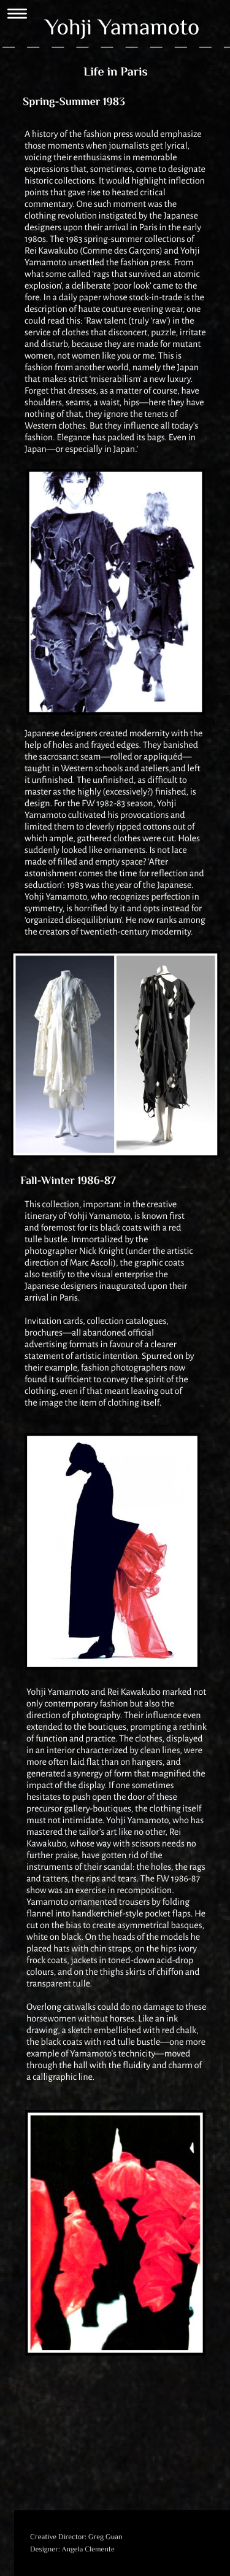 Yohji Yamamoto
Life in Paris
Spring-Summer 1983
A history of the fashion press would emphasize
those moments when journalists get lyrical,
voicing their enthusiasms in memorable
expressions that, sometimes, come to designate
historic collections. It would highlight inflection
points that gave rise to heated critical
commentary. One such moment was the
clothing revolution instigated by the Japanese
designers upon their arrival in Paris in the early
1980s. The 1983 spring-summer collections of
Rei Kawakubo (Comme des Garçons) and Yohji
Yamamoto unsettled the fashion press. From
what some called ‘rags that survived an atomic
explosion’, a deliberate ‘poor look’ came to the
fore. In a daily paper whose stock-in-trade is the
description of haute couture evening wear, one
could read this: ‘Raw talent (truly ‘raw’) in the
service of clothes that disconcert, puzzle, irritate
and disturb, because they are made for mutant
women, not women like you or me. This is
fashion from another world, namely the Japan
that makes strict ‘miserabilism’ a new luxury.
Forget that dresses, as a matter of course, have
shoulders, seams, a waist, hips—here they have
nothing of that, they ignore the tenets of
Western clothes. But they influence all today’s
fashion. Elegance has packed its bags. Even in
Japan—or especially in Japan.’
Japanese designers created modernity with the
help of holes and frayed edges. They banished
the sacrosanct seam—rolled or appliquéd—
taught in Western schools and ateliers,and left
it unfinished. The unfinished, as difficult to
master as the highly (excessively?) finished, is
design. For the FW 1982-83 season, Yohji
Yamamoto cultivated his provocations and
limited them to cleverly ripped cottons out of
which ample, gathered clothes were cut. Holes
suddenly looked like ornaments. Is not lace
made of filled and empty space? ‘After
astonishment comes the time for reflection and
seduction’: 1983 was the year of the Japanese.
Yohji Yamamoto, who recognizes perfection in
symmetry, is horrified by it and opts instead for
‘organized disequilibrium’. He now ranks among
the creators of twentieth-century modernity.
Fall-Winter 1986-87
This collection, important in the creative
itinerary of Yohji Yamamoto, is known first
and foremost for its black coats with a red
tulle bustle. Immortalized by the
photographer Nick Knight (under the artistic
direction of Marc Ascoli), the graphic coats
also testify to the visual enterprise the
Japanese designers inaugurated upon their
arrival in Paris.
Invitation cards, collection catalogues,
brochures—all abandoned official
advertising formats in favour of a clearer
statement of artistic intention. Spurred on by
their example, fashion photographers now
found it sufficient to convey the spirit of the
clothing, even if that meant leaving out of
the image the item of clothing itself.
Yohji Yamamoto and Rei Kawakubo marked not
only contemporary fashion but also the
direction of photography. Their influence even
extended to the boutiques, prompting a rethink
of function and practice. The clothes, displayed
in an interior characterized by clean lines, were
more often laid flat than on hangers, and
generated a synergy of form that magnified the
impact of the display. If one sometimes
hesitates to push open the door of these
precursor gallery-boutiques, the clothing itself
must not intimidate. Yohji Yamamoto, who has
mastered the tailor’s art like no other, Rei
Kawakubo, whose way with scissors needs no
further praise, have gotten rid of the
instruments of their scandal: the holes, the rags
and tatters, the rips and tears. The FW 1986-87
show was an exercise in recomposition.
Yamamoto ornamented trousers by folding
flannel into handkerchief-style pocket flaps. He
cut on the bias to create asymmetrical basques,
white on black. On the heads of the models he
placed hats with chin straps, on the hips ivory
frock coats, jackets in toned-down acid-drop
colours, and on the thighs skirts of chiffon and
transparent tulle.
Overlong catwalks could do no damage to these
horsewomen without horses. Like an ink
drawing, a sketch embellished with red chalk,
the black coats with red tulle bustle—one more
example of Yamamoto’s technicity—moved
through the hall with the fluidity and charm of
a calligraphic line.
Creative Director: Greg Guan
Designer: Angela Clemente